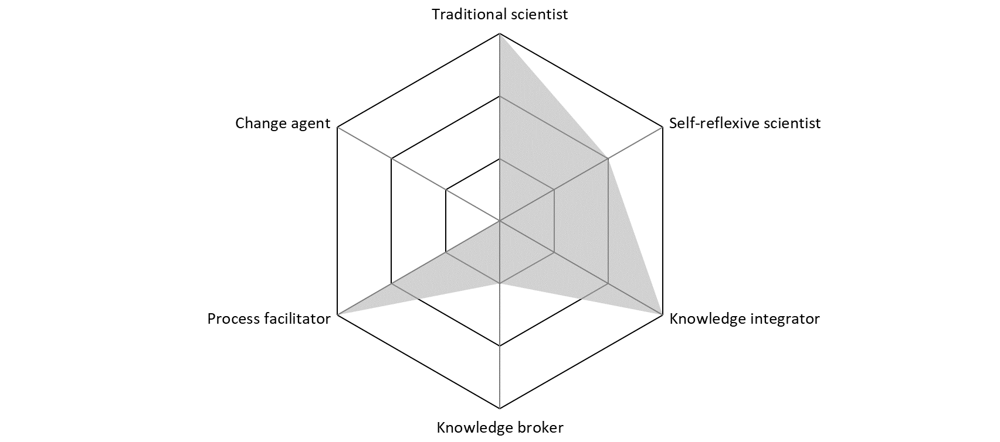 Traditional scientist
Change agent
Self-reflexive scientist
Process facilitator
Knowledge integrator
Knowledge broker